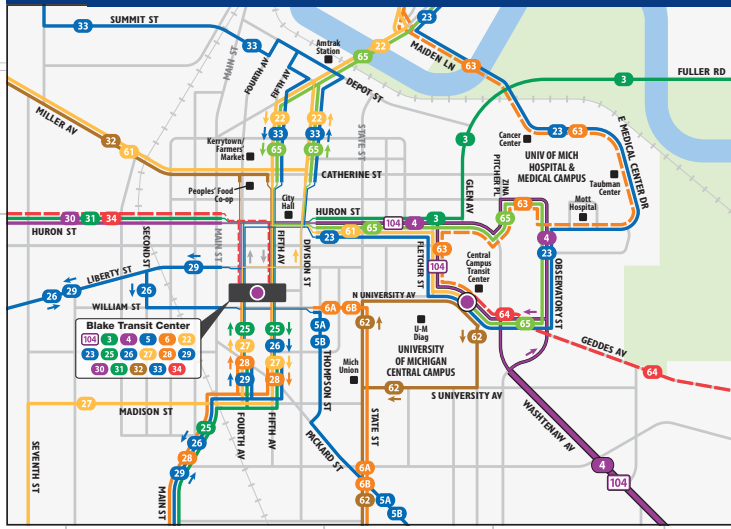 23
SUMMIT ST
33
33
FOURTH AV
FIFTH AV
MAIN ST
Amtrak
Station
22
65
MAIDEN LN
63
3
FULLER RD
DEPOT ST
MILLER AV
32
61
22
22
33
33
65
65
STATE ST
Kerrytown/
Farmers'
Market
3
Cancer
Center
23
63
E MEDICAL CENTER DR
UNIV OF MICH
HOSPITAL &
MEDICAL CAMPUS
Taubman
Center
Mott
Hospital
CATHERINE ST
Peoples' Food
Co-op
City
Hall
GLEN AV
PITCHER PL
ZINA
63
65
30
31
34
HURON ST
HURON ST
104
4
3
23
61
65
4
23
SECOND ST
MAIN ST
FIFTH AV
DIVISION ST
FLETCHER ST
63
104
Central
Campus
Transit
Center
OBSERVATORY ST
LIBERTY ST
29
26
29
26
WILLIAM ST
N UNIVERSITY AV
6A
6B
62
64
65
62
GEDDES AV
64
Blake Transit Center
104
3
4
5
6
22
23
25
26
27
28
29
30
31
32
33
34
25
25
27
26
28
27
29
28
5A
5B
THOMPSON ST
Mich
Union
U-M
Diag
UNIVERSITY
OF MICHIGAN
CENTRAL CAMPUS
62
S UNIVERSITY AV
27
MADISON ST
25
26
28
29
FOURTH AV
FIFTH AV
PACKARD ST
STATE ST
WASHTENAW AV
SEVENTH ST
MAIN ST
6A
6B
62
5A
5B
4
104